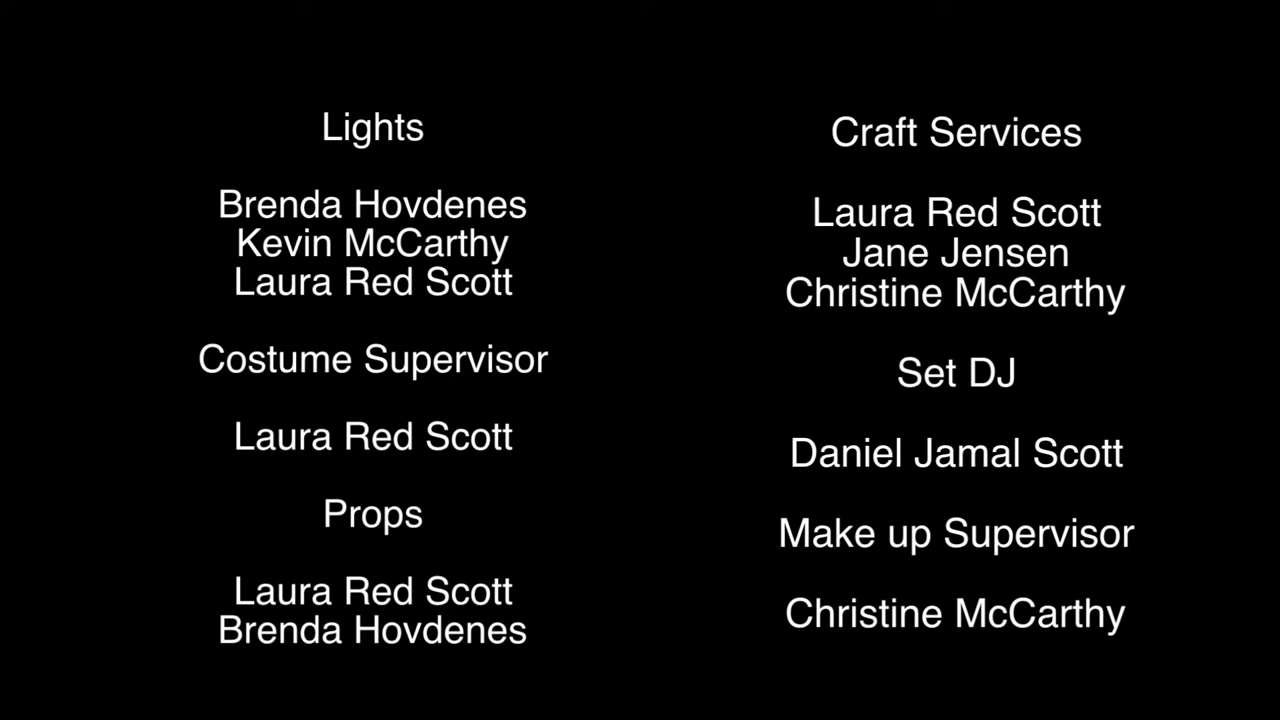 Lights
Brenda Hovdenes
Kevin McCarthy
Laura Red Scott
Costume Supervisor
Laura Red Scott
Props
Laura Red Scott
Brenda Hovdenes
Craft Services
Laura Red Scott
Jane Jensen
Christine McCarthy
Set DJ
Daniel Jamal Scott
Make up Supervisor
Christine McCarthy